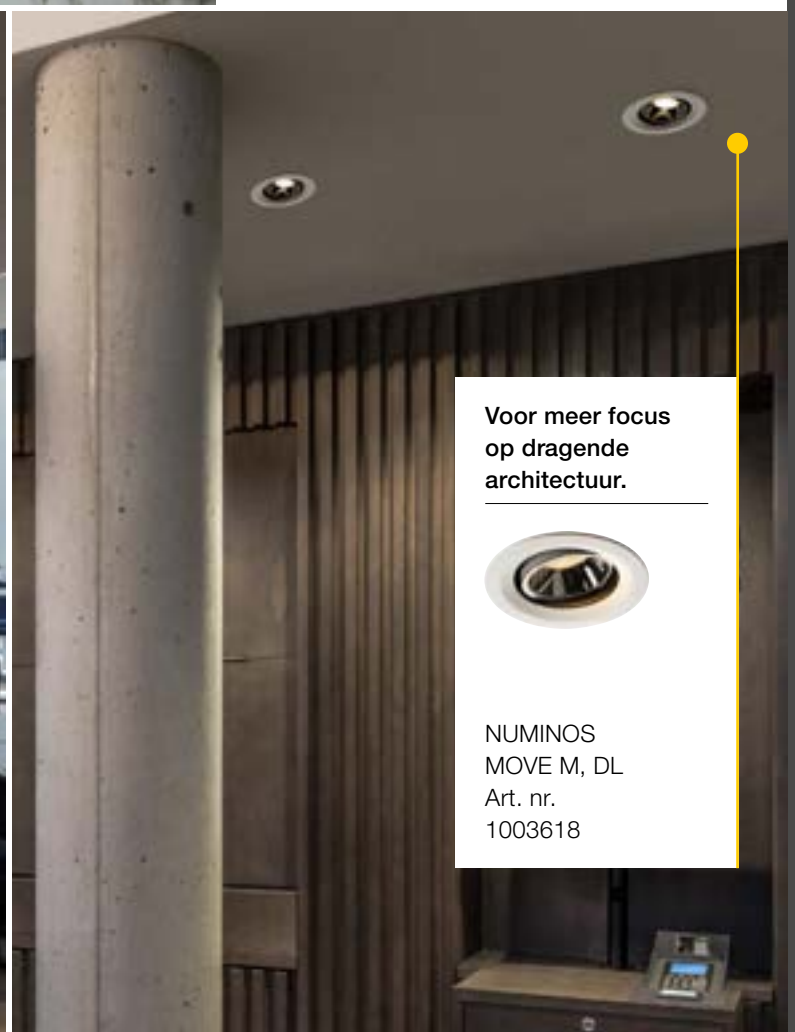 Voor meer focus
op dragende
architectuur.
NUMINOS
MOVE M, DL
Art. nr.
1003618